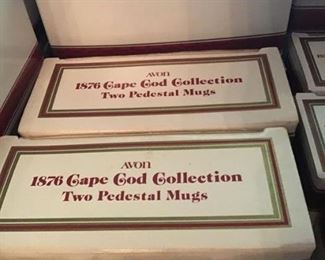 AVON
1876 Cape Cod Collection
Two Pedestal Mugs
AVON
1876 Cape Cod Collection
Two Pedestal Mugs